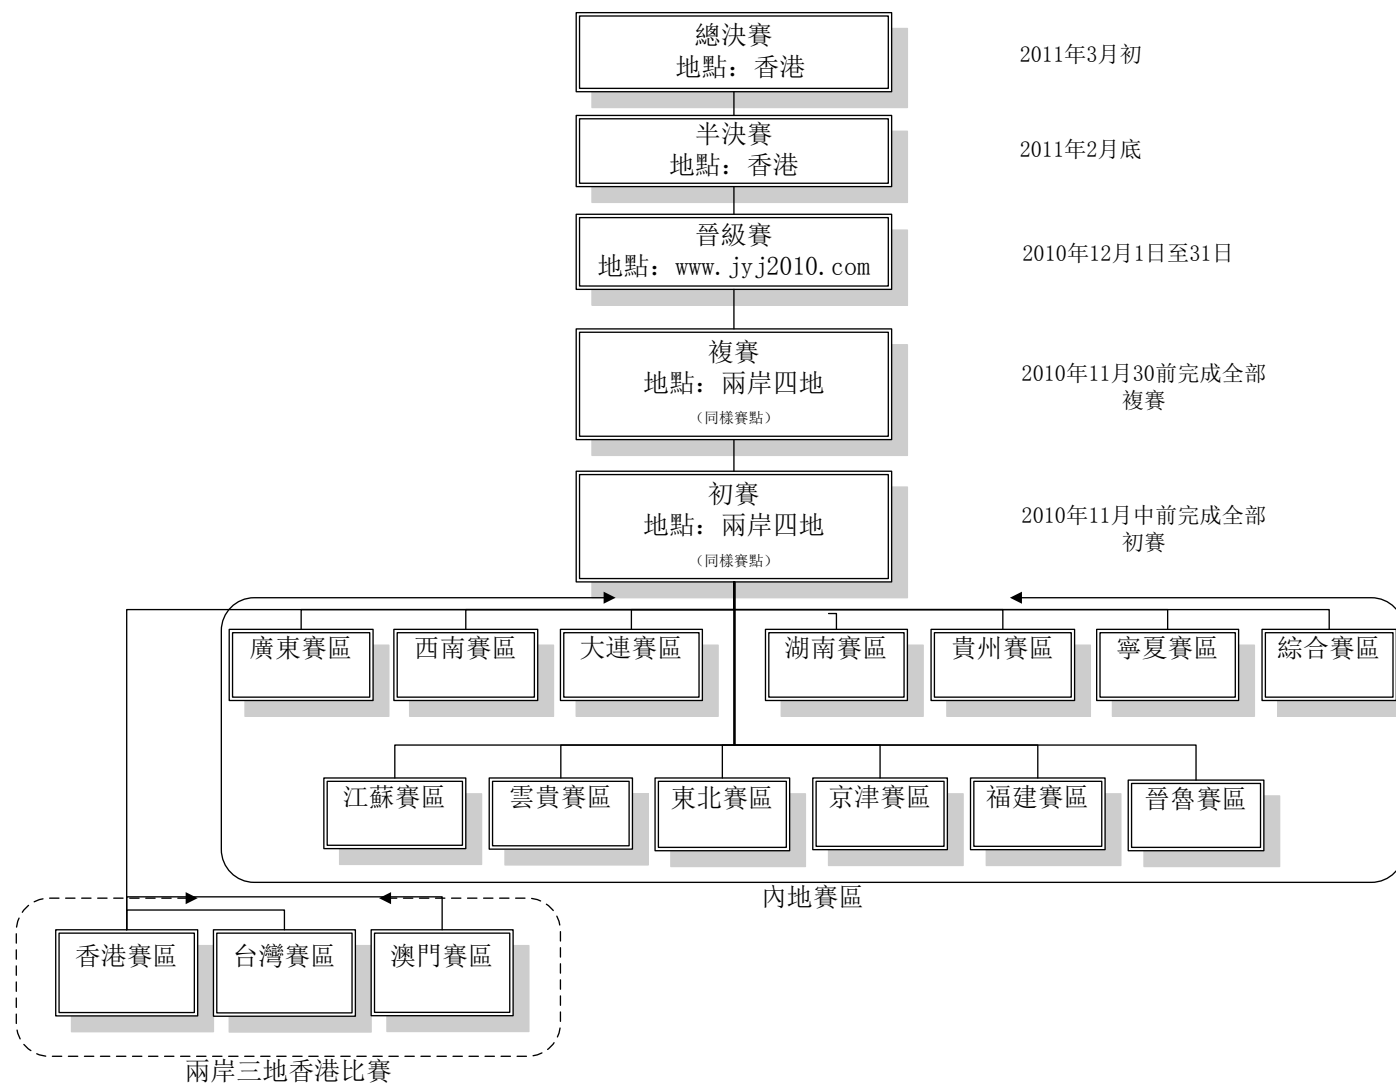 總決賽
地點：香港
2011年3月初
半決賽
地點：香港
2011年2月底
晉級賽
地點：www.jyj2010.com
2010年12月1日至31日
複賽
地點：兩岸四地
（同樣賽點）
2010年11月30前完成全部
複賽
初賽
地點：兩岸四地
（同樣賽點）
2010年11月中前完成全部
初賽
廣東賽區
西南賽區
大連賽區
湖南賽區
貴州賽區
寧夏賽區
綜合賽區
江蘇賽區
雲貴賽區
東北賽區
京津賽區
福建賽區
晉魯賽區
內地賽區
香港賽區
台灣賽區
澳門賽區
兩岸三地香港比賽